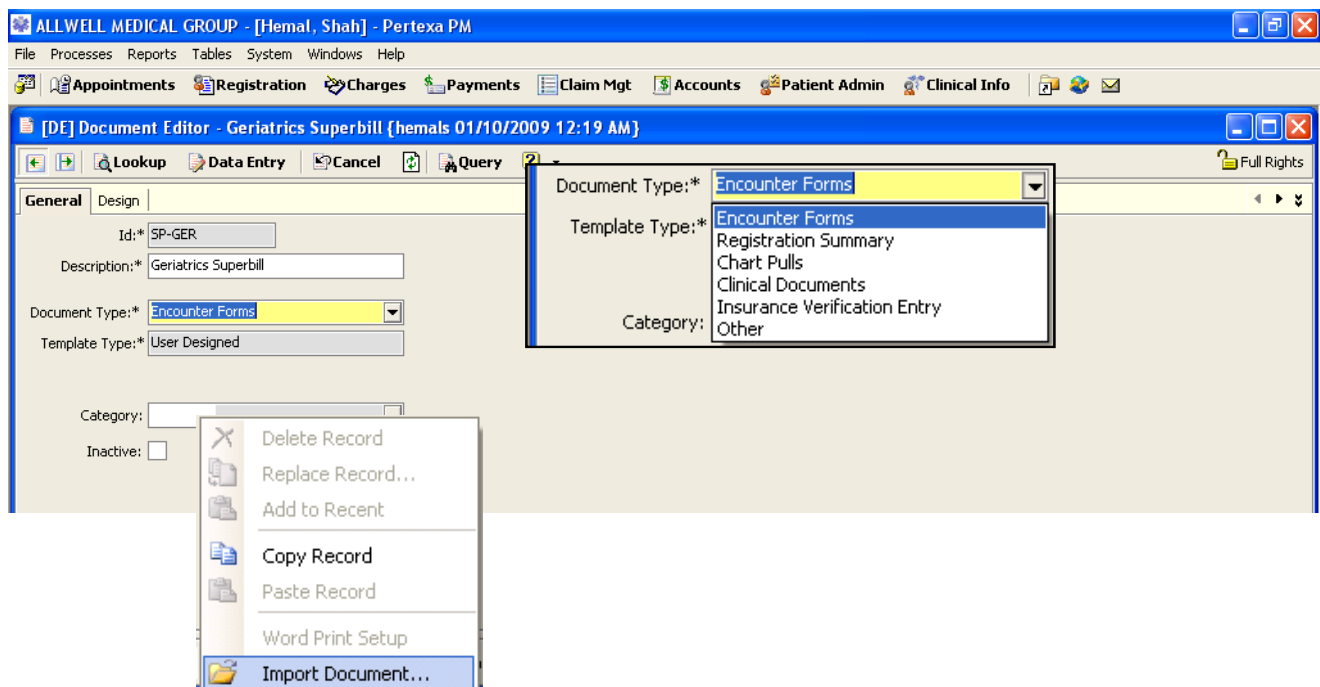 ALLWELL MEDICAL GROUP - [Hemal, Shah] - Pertexa PM
File Processes Reports Tables System Windows Help
Appointments Registration Charges Payments Claim Mgt Accounts Patient Admin Clinical Info
[DE] Document Editor - Geriatrics Superbill {hemals 01/10/2009 12:19 AM}
Lookup Data Entry Cancel Query Full Rights
General Design
Id:* SP-GER
Description:* Geriatrics Superbill
Document Type:* Encounter Forms
Template Type:* User Designed
Category:
Inactive:
Document Type:* Encounter Forms
Template Type:*
Encounter Forms
Registration Summary
Chart Pulls
Clinical Documents
Insurance Verification Entry
Category:
Other
Delete Record
Replace Record...
Add to Recent
Copy Record
Paste Record
Word Print Setup
Import Document...